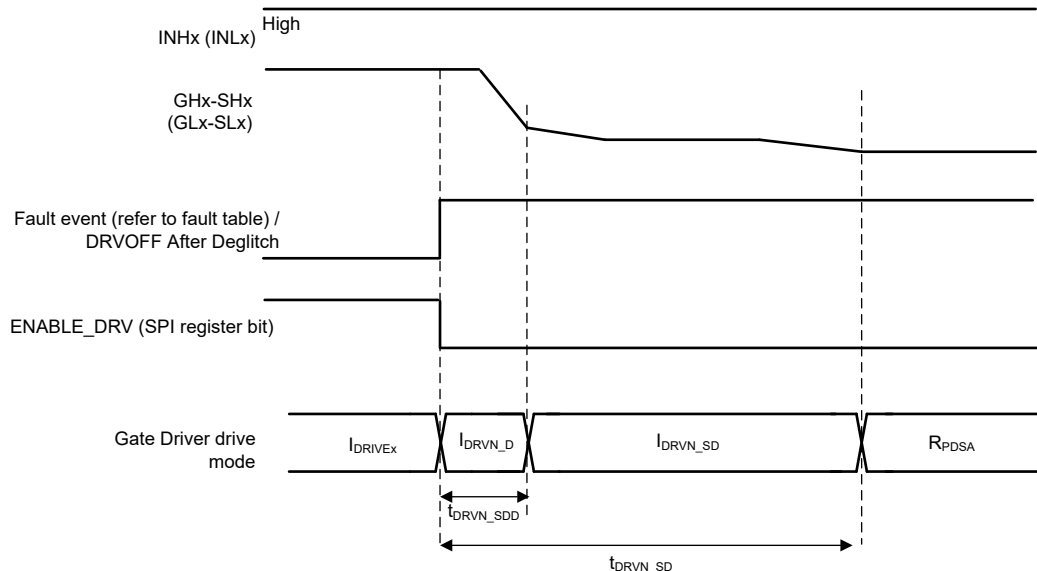 High
INHx (INLx)
GHx-SHx
(GLx-SLx)
Fault event (refer to fault table) /
DRVOFF After Deglitch
ENABLE_DRV (SPI register bit)
Gate Driver drive
mode
IDRIVEx
IDRVN_D
IDRVN_SD
RPDSA
tDRVN_SDD
tDRVN_SD